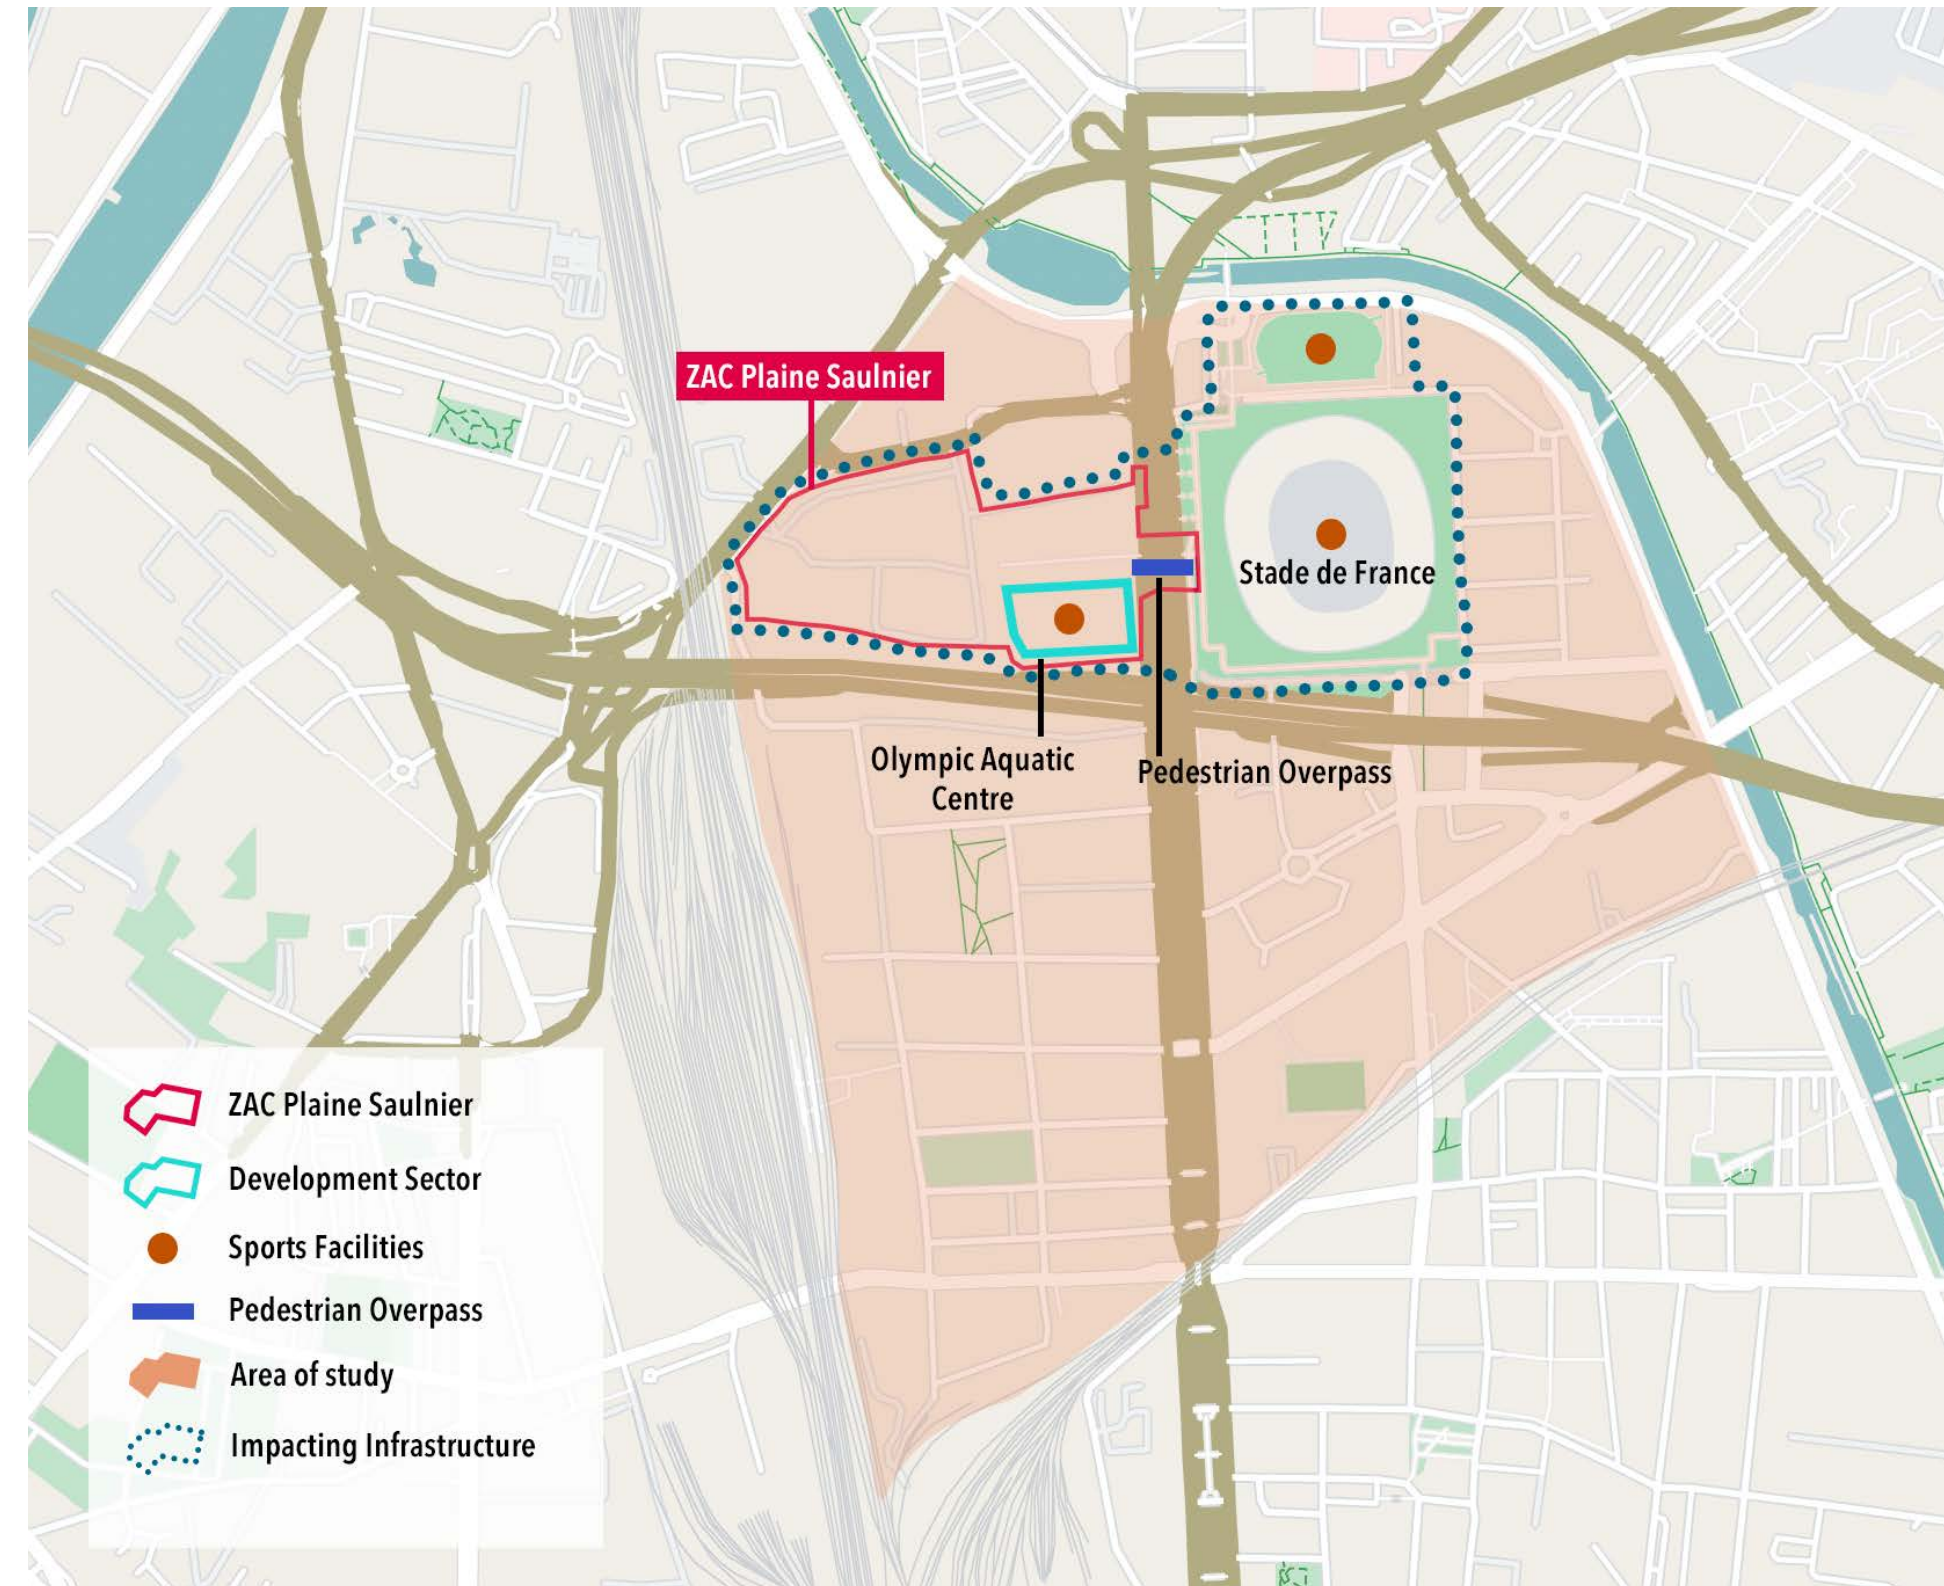 ZAC Plaine Saulnier
Stade de France
Olympic Aquatic
Centre
Pedestrian Overpass
ZAC Plaine Saulnier
Development Sector
Sports Facilities
Pedestrian Overpass
Area of study
Impacting Infrastructure